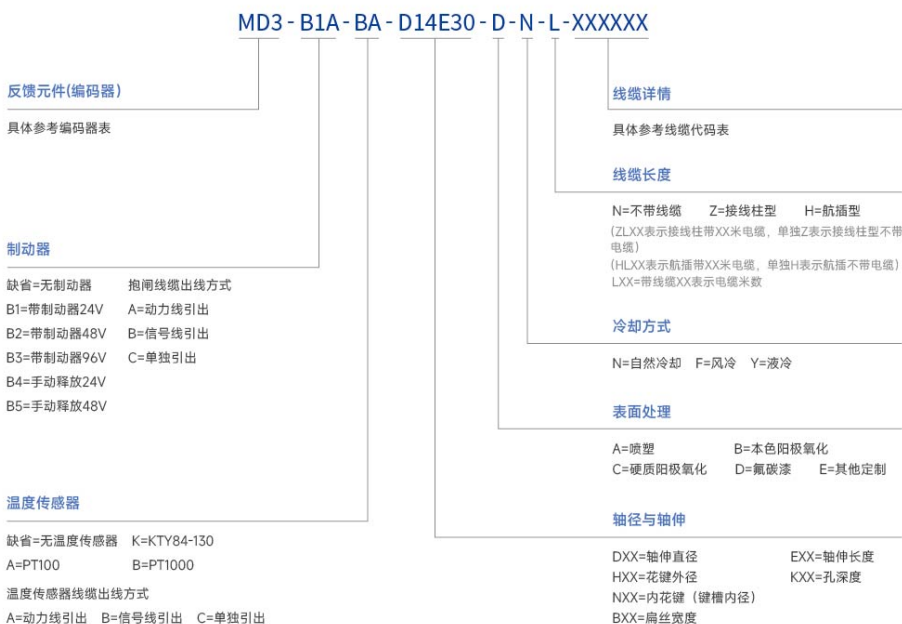 MD3-B1A-BA-D14E30-D-N-L-XXXXXX
反馈元件(编码器)
具体参考编码器表
制动器
缺省=无制动器 抱闸线缆出线方式
B1=带制动器24V A=动力线引出
B2=带制动器48V B=信号线引出
B3=带制动器96V C=单独引出
B4=手动释放24V
B5=手动释放48V
温度传感器
缺省=无温度传感器 K=KTY84-130
A=PT100 B=PT1000
温度传感器线缆出线方式
A=动力线引出 B=信号线引出 C=单独引出
线缆详情
具体参考线缆代码表
线缆长度
N=不带线缆 Z=接线柱型 H=航插型
(ZLXX表示接线柱带XX米电缆,单独Z表示接线柱型不带
电缆)
(HLXX表示航插带XX米电缆,单独H表示航插不带电缆)
LXX=带线缆XX表示电缆米数
冷却方式
N=自然冷却 F=风冷 Y=液冷
表面处理
A=喷塑 B=本色阳极氧化
C=硬质阳极氧化 D=氟碳漆 E=其他定制
轴径与轴伸
DXX=轴伸直径 EXX=轴伸长度
HXX=花键外径 KXX=孔深度
NXX=内花键(键槽内径)
BXX=扁丝宽度